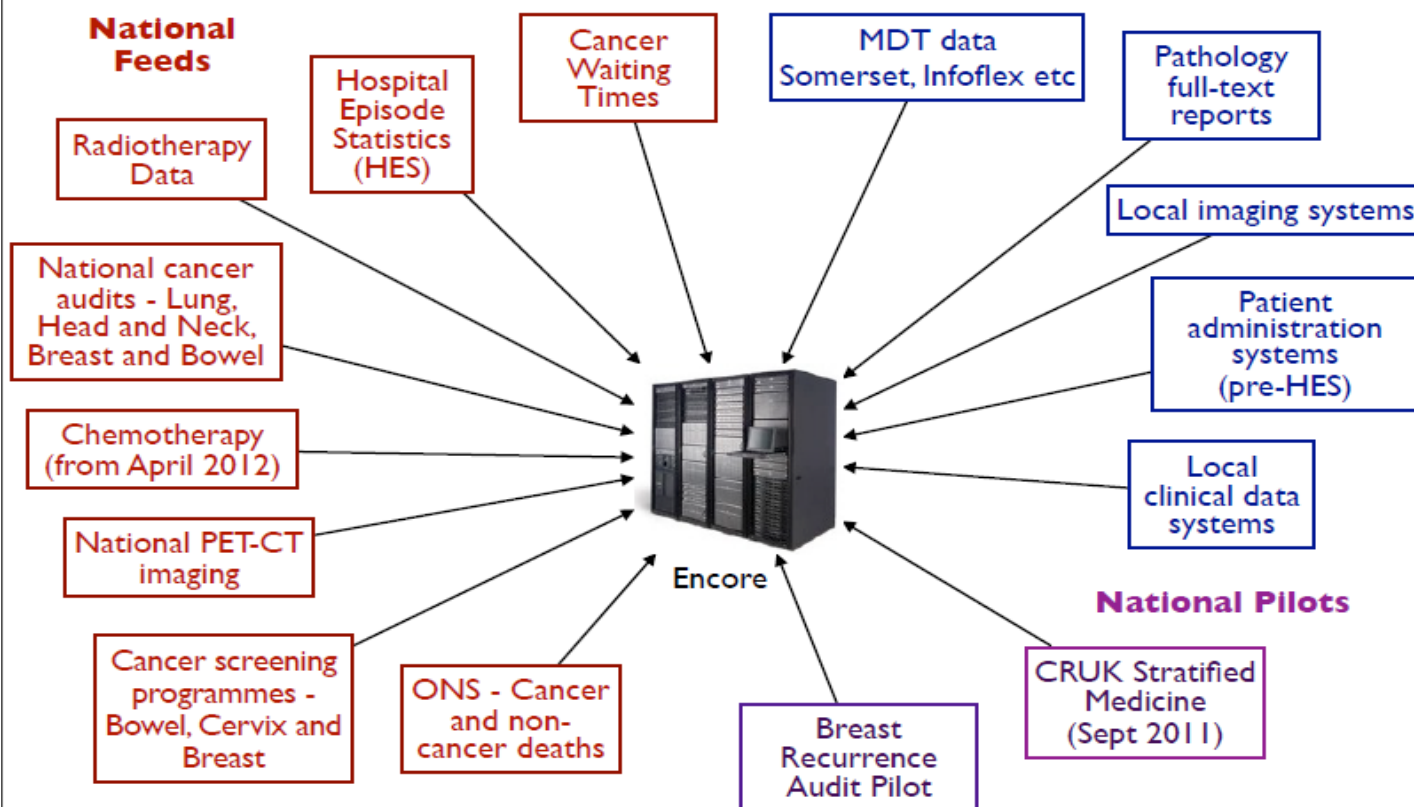 National
Feeds
Radiotherapy
Data
Hospital
Episode
Statistics
(HES)
Cancer
Waiting
Times
MDT data
Somerset, Infoflex etc
Pathology
full-text
reports
Local imaging systems
National cancer
audits - Lung,
Head and Neck,
Breast and Bowel
Patient
administration
systems
(pre-HES)
Chemotherapy
(from April 2012)
Local
clinical data
systems
National PET-CT
imaging
Encore
National Pilots
Cancer screening
programmes -
Bowel, Cervix and
Breast
ONS - Cancer
and non-
cancer deaths
Breast
Recurrence
Audit Pilot
CRUK Stratified
Medicine
(Sept 2011)